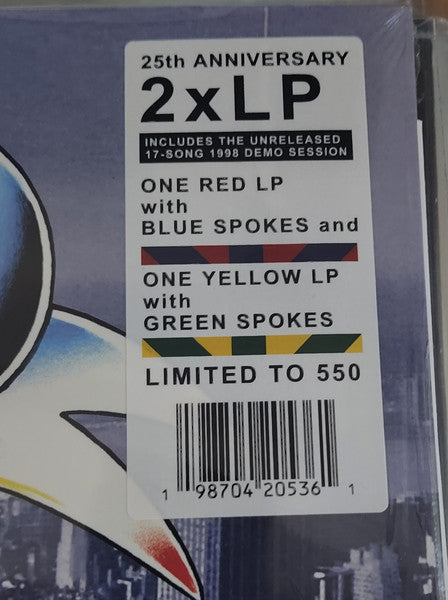 25th ANNIVERSARY
2xLP
INCLUDES THE UNRELEASED
17-SONG 1998 DEMO SESSION
ONE RED LP
with
BLUE SPOKES and
ONE YELLOW LP
with
GREEN SPOKES
LIMITED TO 550
1 98704 20536 1